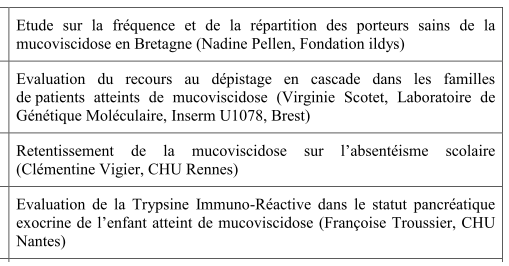 Etude sur la fréquence et de la répartition des porteurs sains de la
mucoviscidose en Bretagne (Nadine Pellen, Fondation ildys)
Evaluation du recours au dépistage en cascade dans les familles
de patients atteints de mucoviscidose (Virginie Scotet, Laboratoire de
Génétique Moléculaire, Inserm U1078, Brest)
Retentissement de la mucoviscidose sur l’absentéisme scolaire
(Clémentine Vigier, CHU Rennes)
Evaluation de la Trypsine Immuno-Réactive dans le statut pancréatique
exocrine de l’enfant atteint de mucoviscidose (Françoise Troussier, CHU
Nantes)